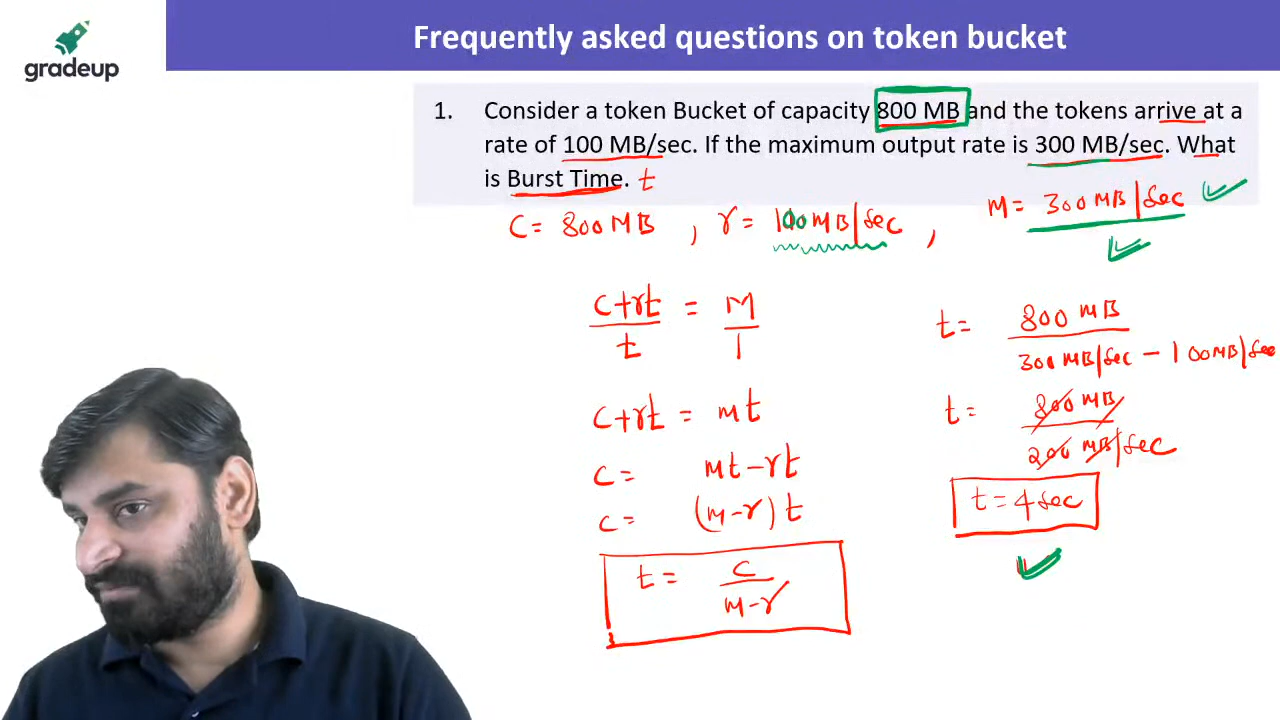 gradeup
Frequently asked questions on token bucket
1. Consider a token Bucket of capacity 800 MB and the tokens arrive at a
rate of 100 MB/sec. If the maximum output rate is 300 MB/sec. What
is Burst Time. t
C = 800 MB , r = 100 MB/sec , M = 300 MB/sec
C+rt / t = M / 1
C+rt = mt
C = mt-rt
C = (m-r) t
t = C / m-r
t = 800 MB / 300 MB/sec - 100 MB/sec
t = 800 MB / 200 MB/sec
t = 4 sec